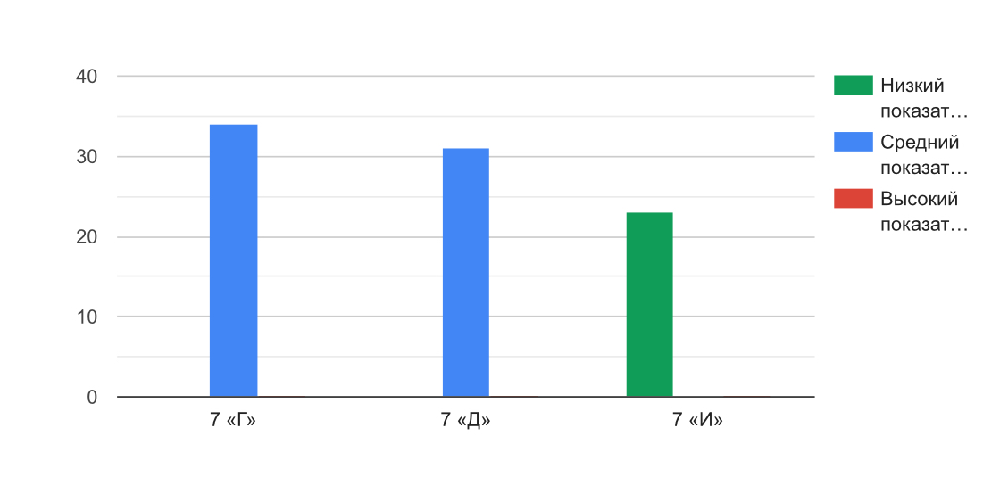 40
30
20
10
0
7 «Г»
7 «Д»
7 «И»
Низкий
показат…
Средний
показат…
Высокий
показат…